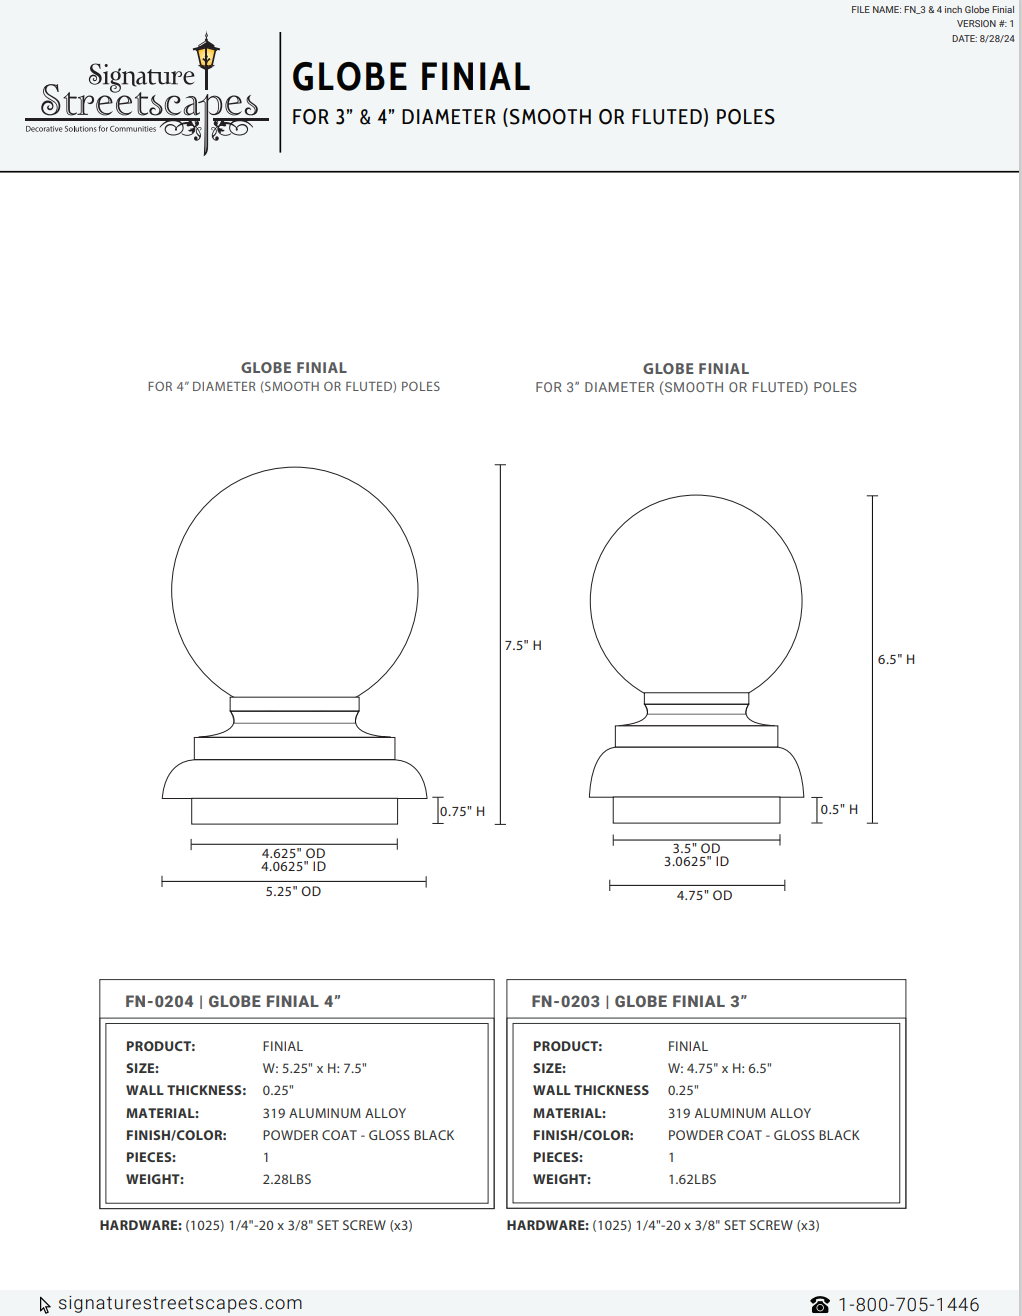 FILE NAME: FN_3 & 4 inch Globe Finial
VERSION #: 1
DATE: 8/28/24
Signature
Streetscapes
Decorative Solutions for Communities
GLOBE FINIAL
FOR 3” & 4” DIAMETER (SMOOTH OR FLUTED) POLES
GLOBE FINIAL
FOR 4” DIAMETER (SMOOTH OR FLUTED) POLES
7.5" H
0.75" H
4.625" OD
4.0625" ID
5.25" OD
GLOBE FINIAL
FOR 3” DIAMETER (SMOOTH OR FLUTED) POLES
6.5" H
0.5" H
3.5" OD
3.0625" ID
4.75" OD
FN-0204 | GLOBE FINIAL 4”
PRODUCT: FINIAL
SIZE: W: 5.25" x H: 7.5"
WALL THICKNESS: 0.25"
MATERIAL: 319 ALUMINUM ALLOY
FINISH/COLOR: POWDER COAT - GLOSS BLACK
PIECES: 1
WEIGHT: 2.28LBS
HARDWARE: (1025) 1/4"-20 x 3/8" SET SCREW (x3)
FN-0203 | GLOBE FINIAL 3”
PRODUCT: FINIAL
SIZE: W: 4.75" x H: 6.5"
WALL THICKNESS 0.25"
MATERIAL: 319 ALUMINUM ALLOY
FINISH/COLOR: POWDER COAT - GLOSS BLACK
PIECES: 1
WEIGHT: 1.62LBS
HARDWARE: (1025) 1/4"-20 x 3/8" SET SCREW (x3)
signaturestreetscapes.com
1-800-705-1446